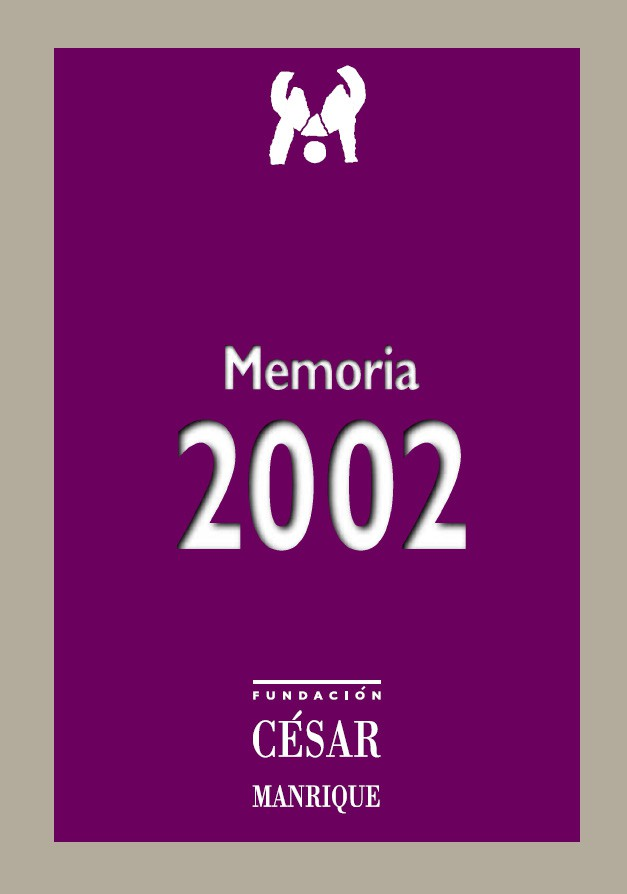 Memoria
2002
FUNDACIÓN
CÉSAR
MANRIQUE